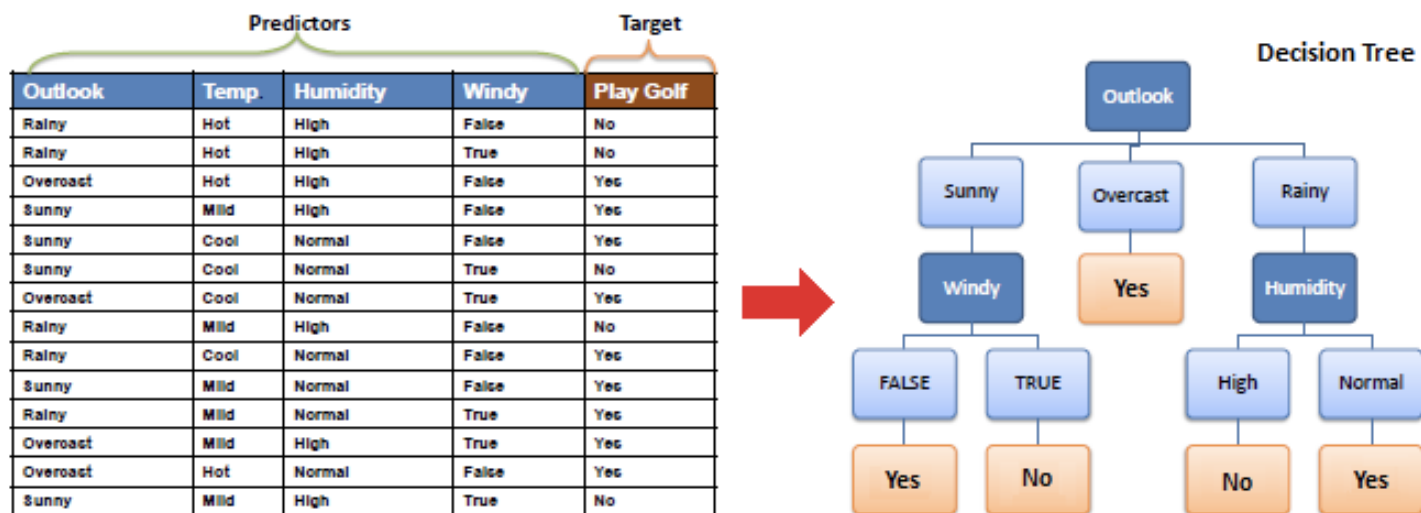 Predictors Target
Outlook Temp. Humidity Windy Play Golf
Rainy Hot High False No
Rainy Hot High True No
Overcast Hot High False Yes
Sunny Mild High False Yes
Sunny Cool Normal False Yes
Sunny Cool Normal True No
Overcast Cool Normal True Yes
Rainy Mild High False No
Rainy Cool Normal False Yes
Sunny Mild Normal False Yes
Rainy Mild Normal True Yes
Overcast Mild High True Yes
Overcast Hot Normal False Yes
Sunny Mild High True No
Decision Tree
Outlook
Sunny Overcast Rainy
Windy Yes Humidity
FALSE TRUE High Normal
Yes No No Yes